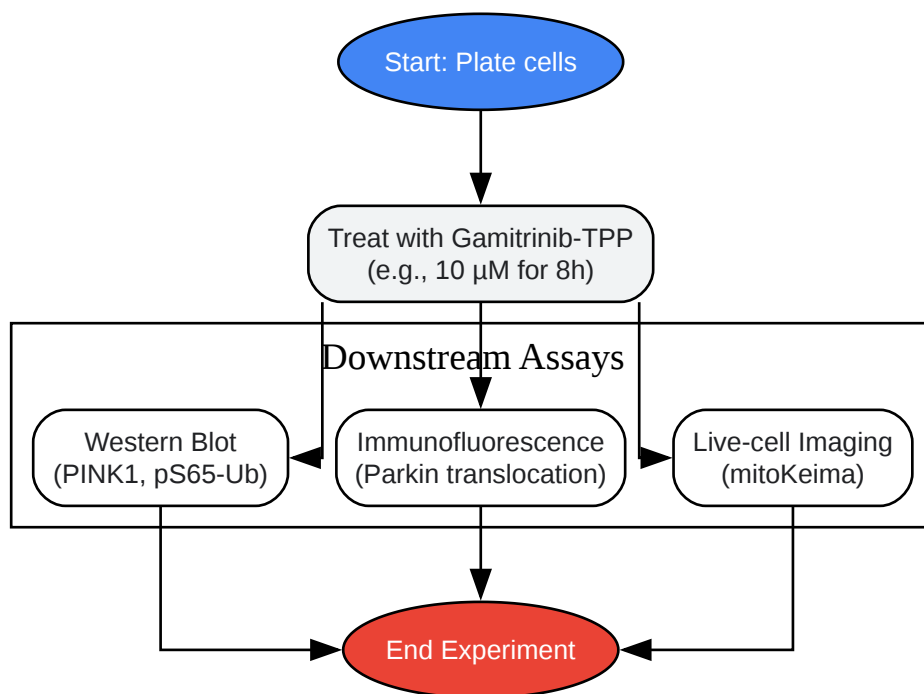 Start: Plate cells
Treat with Gamitrinib-TPP
(e.g., 10 µM for 8h)
Downstream Assays
Western Blot
(PINK1, pS65-Ub)
Immunofluorescence
(Parkin translocation)
Live-cell Imaging
(mitoKeima)
End Experiment